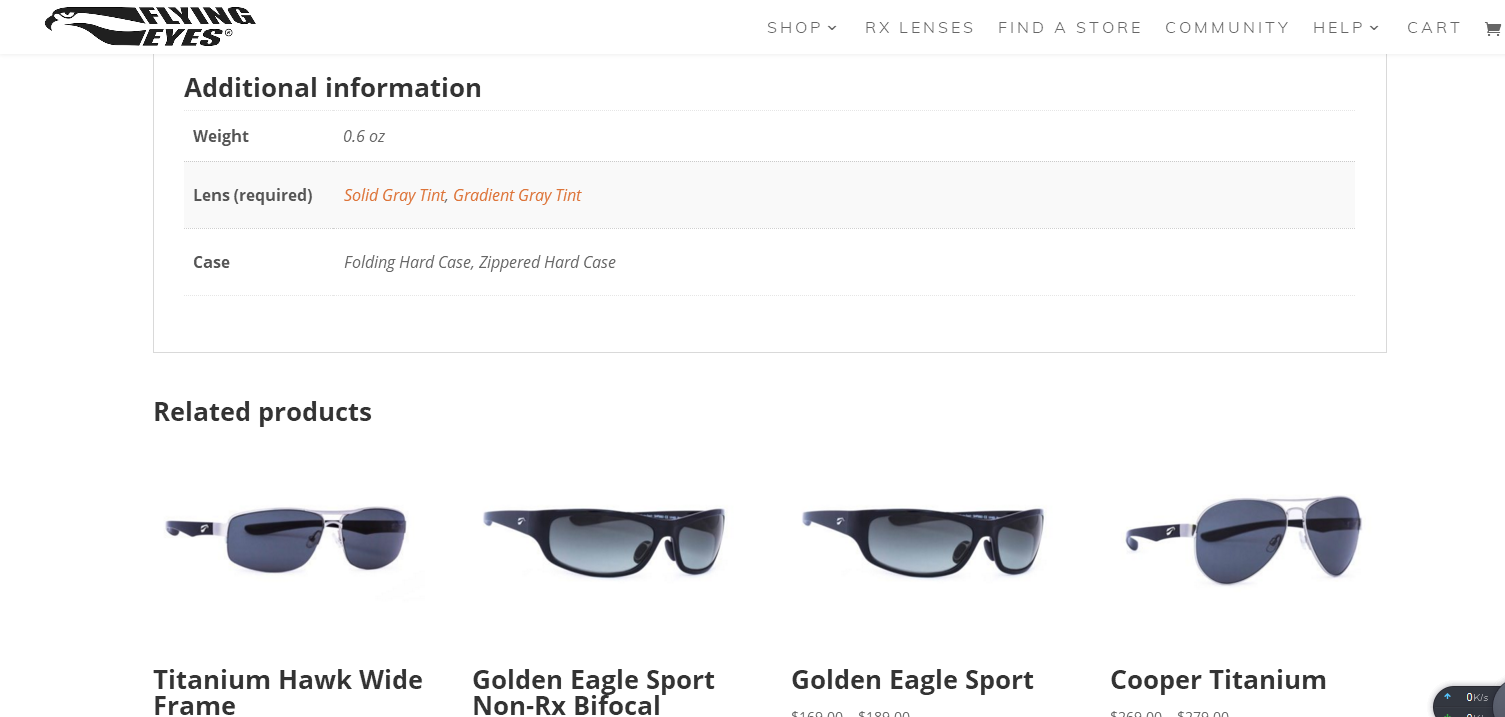 FLYING
EYES®
SHOP RX LENSES FIND A STORE COMMUNITY HELP CART
Additional information
Weight 0.6 oz
Lens (required) Solid Gray Tint, Gradient Gray Tint
Case Folding Hard Case, Zippered Hard Case
Related products
Titanium Hawk Wide
Frame
Golden Eagle Sport
Non-Rx Bifocal
Golden Eagle Sport
$169.00 – $189.00
Cooper Titanium
$269.00 – $279.00
0K/s